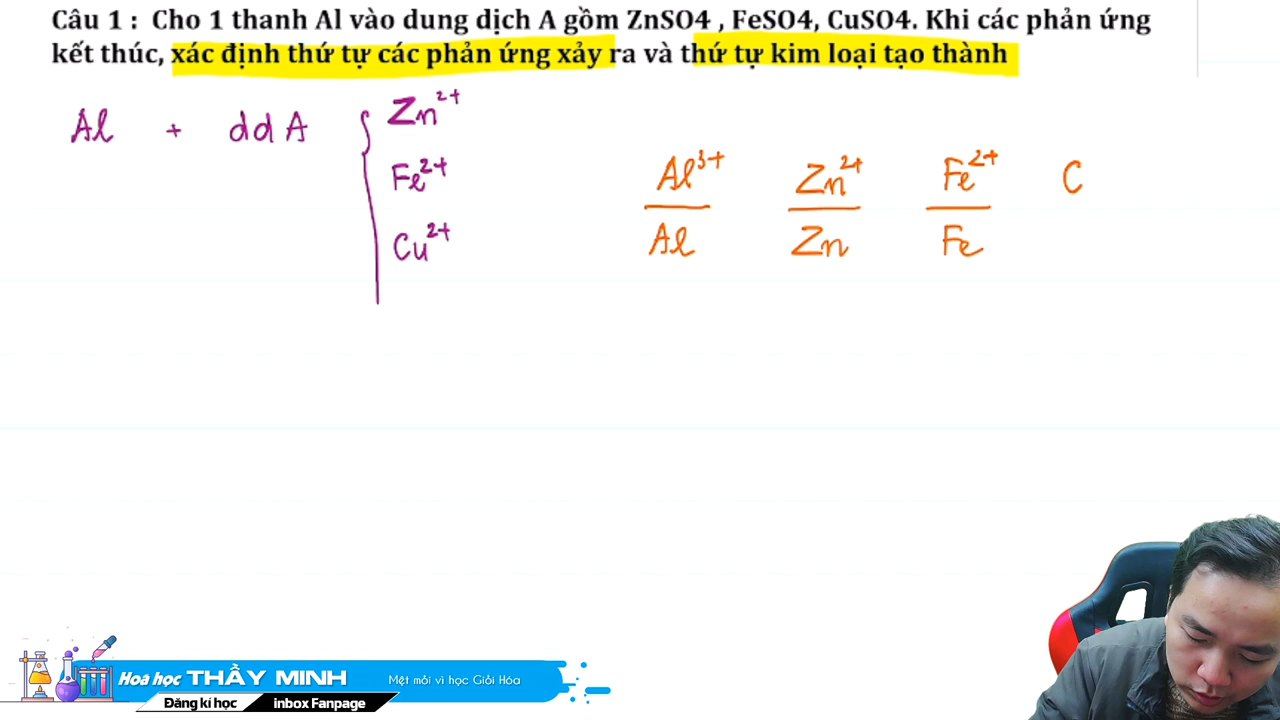 Câu 1 : Cho 1 thanh Al vào dung dịch A gồm ZnSO4 , FeSO4, CuSO4. Khi các phản ứng
kết thúc, xác định thứ tự các phản ứng xảy ra và thứ tự kim loại tạo thành
Al + dd A { Zn²⁺
Fe²⁺
Cu²⁺
Al³⁺ Zn²⁺ Fe²⁺ C
Al Zn Fe
Hoá học THẦY MINH
Mệt mỏi vì học Giỏi Hóa
Đăng kí học inbox Fanpage